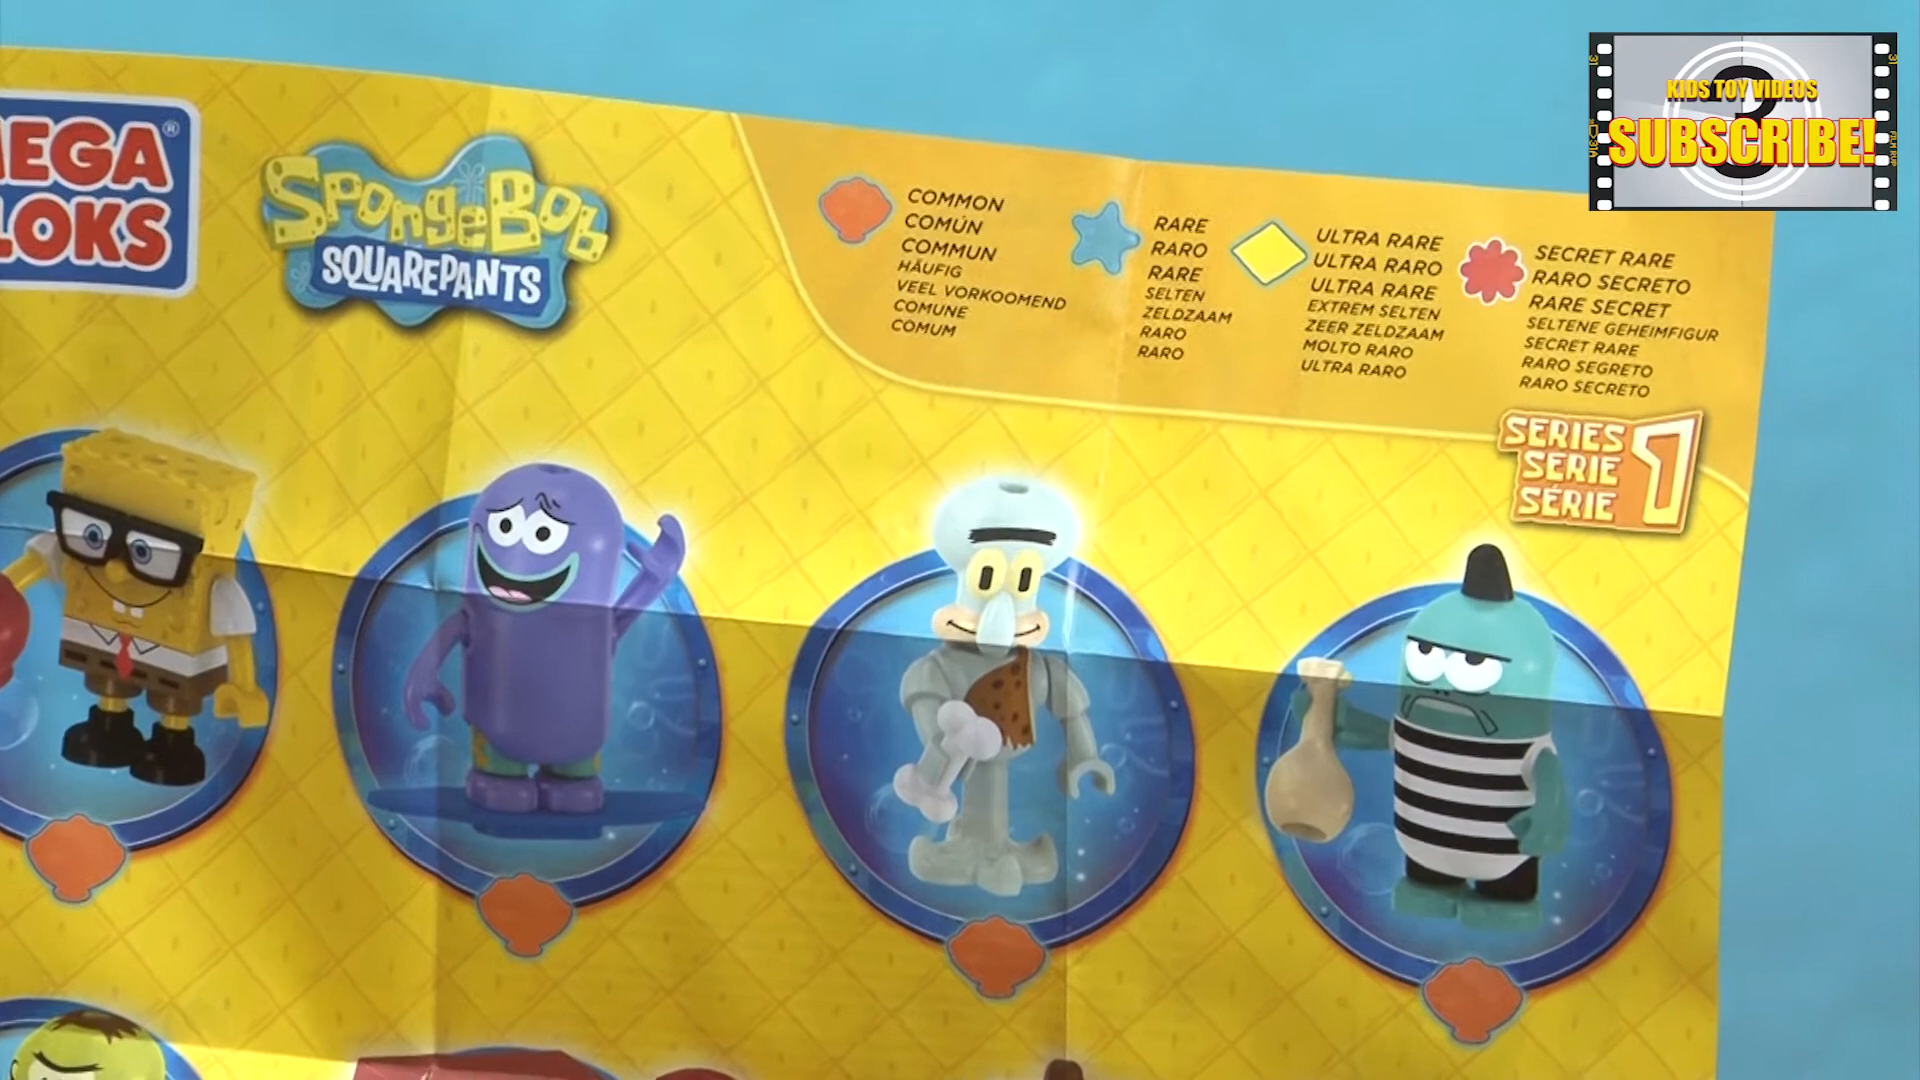 KIDS TOY VIDEOS
SUBSCRIBE!
SPONGEBOB
SQUAREPANTS
COMMON
COMÚN
COMMUN
HÄUFIG
VEEL VORKOOMEND
COMUNE
COMUM
RARE
RARO
RARE
SELTEN
ZELDZAAM
RARO
RARO
ULTRA RARE
ULTRA RARO
ULTRA RARE
EXTREM SELTEN
ZEER ZELDZAAM
MOLTO RARO
ULTRA RARO
SECRET RARE
RARO SECRETO
RARE SECRET
SELTENE GEHEIMFIGUR
SECRET RARE
RARO SEGRETO
RARO SECRETO
SERIES 1
SERIE
SÉRIE